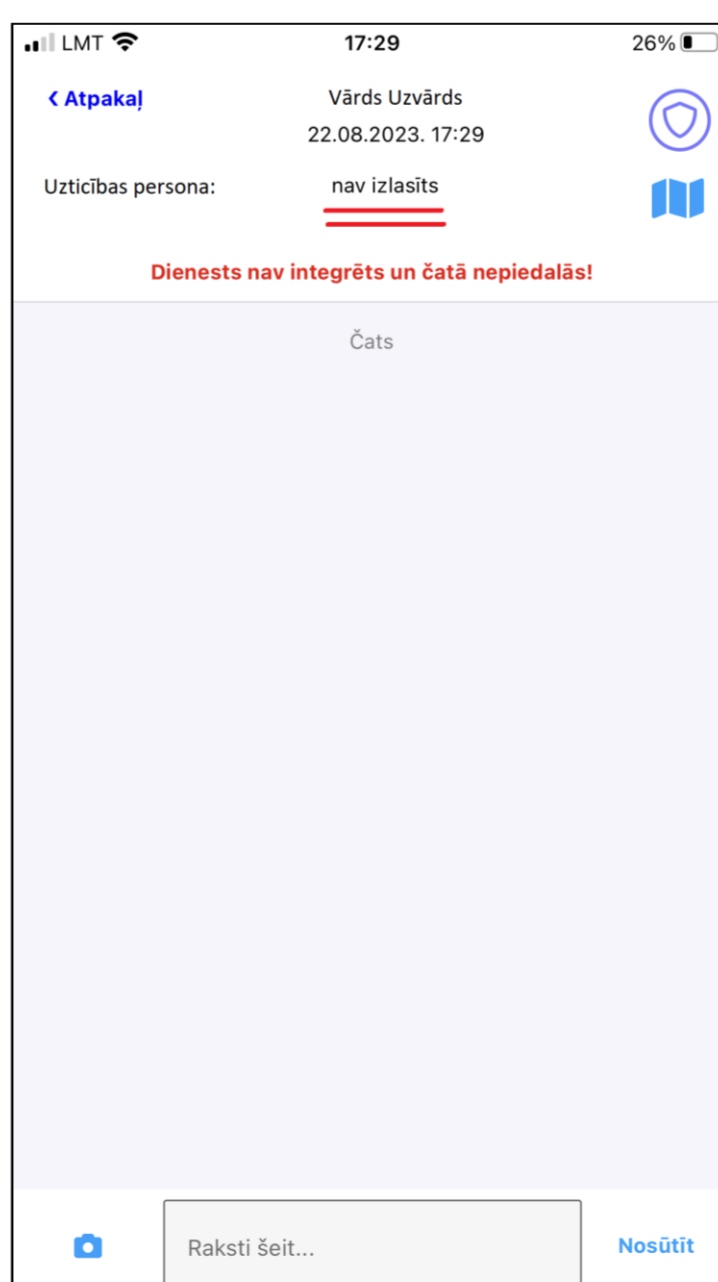 LMT 17:29 26%
Atpakaļ Vārds Uzvārds
22.08.2023. 17:29
Uzticības persona: nav izlasīts
Dienests nav integrēts un čatā nepiedalās!
Čats
Raksti šeit... Nosūtīt